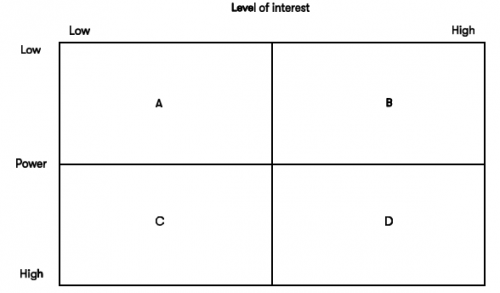 Level of interest
Low High
Low
A B
Power
C D
High